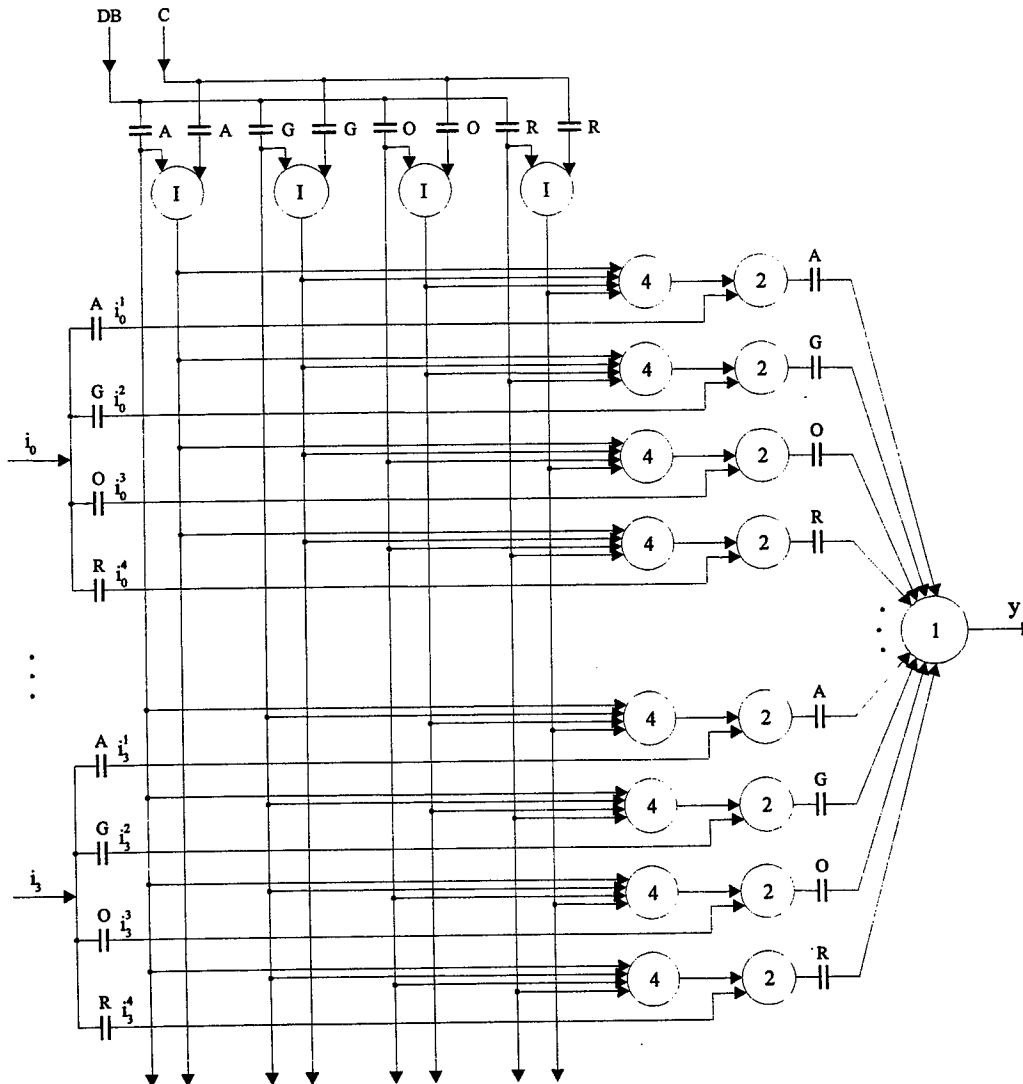 DB C
A A G G O O R R
I I I I
4 2 A
A i₀¹
4 2 G
G i₀²
i₀ 4 2 O
O i₀³
4 2 R
R i₀⁴
1 y
4 2 A
A i₃¹
4 2 G
G i₃²
i₃ 4 2 O
O i₃³
4 2 R
R i₃⁴